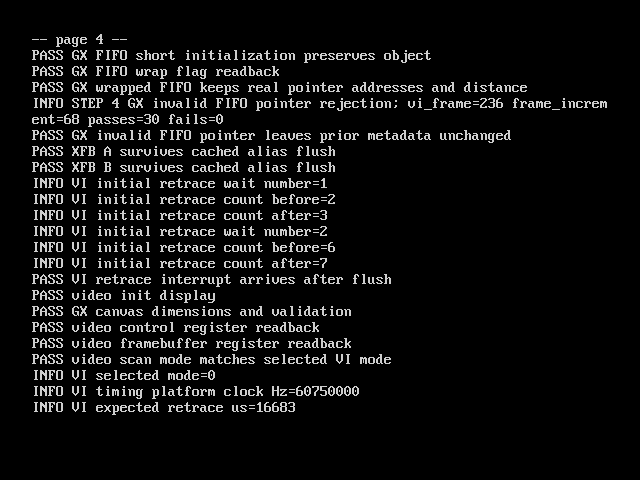 -- page 4 --
PASS GX FIFO short initialization preserves object
PASS GX FIFO wrap flag readback
PASS GX wrapped FIFO keeps real pointer addresses and distance
INFO STEP 4 GX invalid FIFO pointer rejection; vi_frame=236 frame_increm
ent=68 passes=30 fails=0
PASS GX invalid FIFO pointer leaves prior metadata unchanged
PASS XFB A survives cached alias flush
PASS XFB B survives cached alias flush
INFO VI initial retrace wait number=1
INFO VI initial retrace count before=2
INFO VI initial retrace count after=3
INFO VI initial retrace wait number=2
INFO VI initial retrace count before=6
INFO VI initial retrace count after=7
PASS VI retrace interrupt arrives after flush
PASS video init display
PASS GX canvas dimensions and validation
PASS video control register readback
PASS video framebuffer register readback
PASS video scan mode matches selected VI mode
INFO VI selected mode=0
INFO VI timing platform clock Hz=60750000
INFO VI expected retrace us=16683